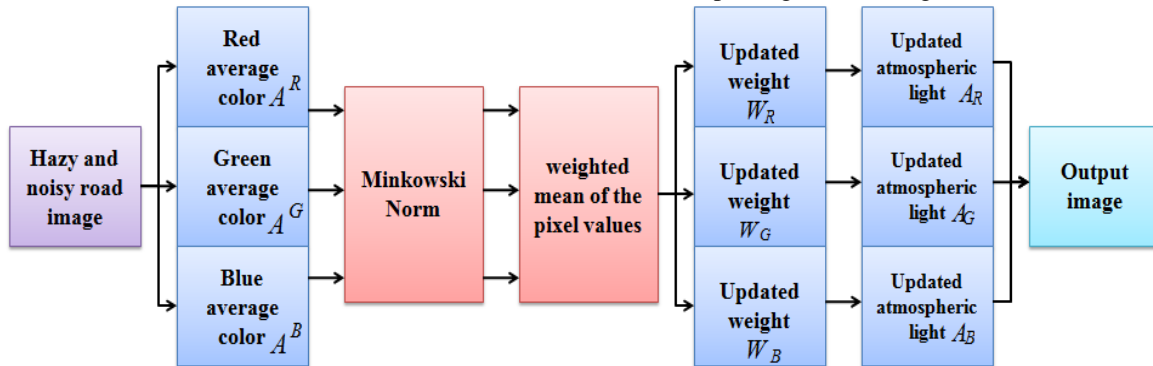 Hazy and
noisy road
image
Red
average
color A^R
Green
average
color A^G
Blue
average
color A^B
Minkowski
Norm
weighted
mean of the
pixel values
Updated
weight
W_R
Updated
weight
W_G
Updated
weight
W_B
Updated
atmospheric
light A_R
Updated
atmospheric
light A_G
Updated
atmospheric
light A_B
Output
image